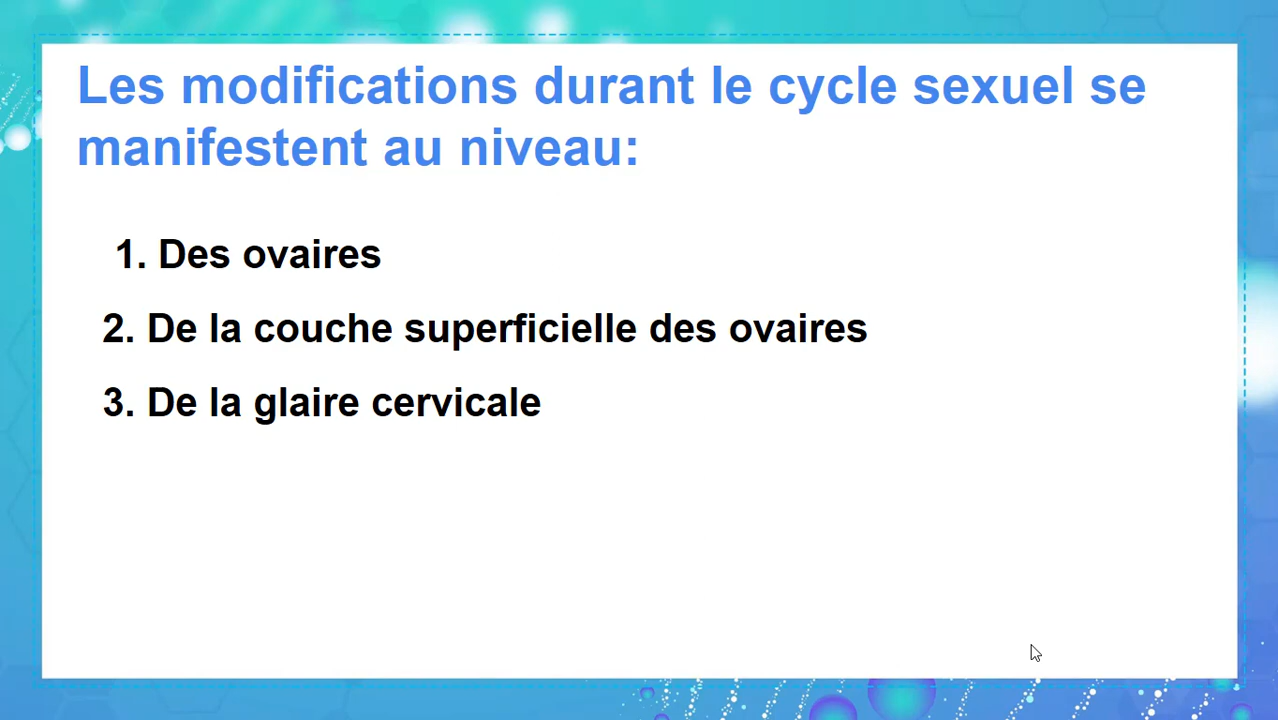 Les modifications durant le cycle sexuel se
manifestent au niveau:
1. Des ovaires
2. De la couche superficielle des ovaires
3. De la glaire cervicale